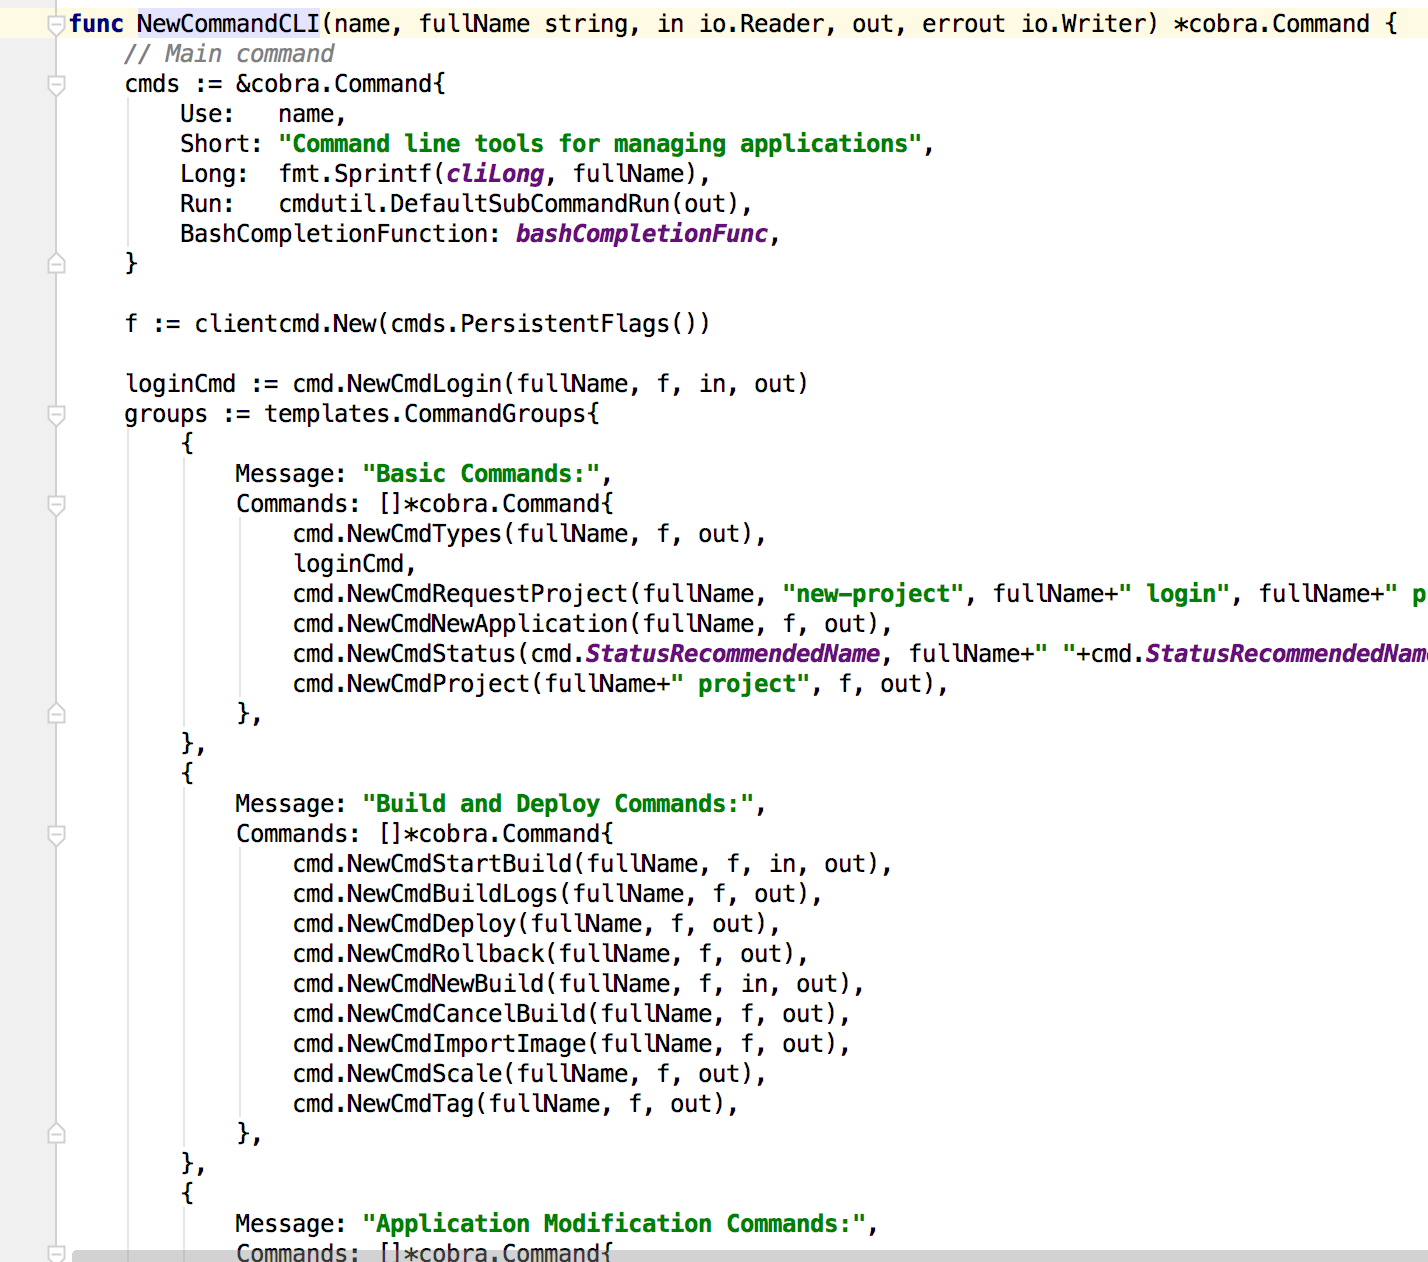 func NewCommandCLI(name, fullName string, in io.Reader, out, errout io.Writer) *cobra.Command {
// Main command
cmds := &cobra.Command{
Use:   name,
Short: "Command line tools for managing applications",
Long:  fmt.Sprintf(cliLong, fullName),
Run:   cmdutil.DefaultSubCommandRun(out),
BashCompletionFunction: bashCompletionFunc,
}
f := clientcmd.New(cmds.PersistentFlags())
loginCmd := cmd.NewCmdLogin(fullName, f, in, out)
groups := templates.CommandGroups{
{
Message: "Basic Commands:",
Commands: []*cobra.Command{
cmd.NewCmdTypes(fullName, f, out),
loginCmd,
cmd.NewCmdRequestProject(fullName, "new-project", fullName+" login", fullName+" p
cmd.NewCmdNewApplication(fullName, f, out),
cmd.NewCmdStatus(cmd.StatusRecommendedName, fullName+" "+cmd.StatusRecommendedNam
cmd.NewCmdProject(fullName+" project", f, out),
},
},
{
Message: "Build and Deploy Commands:",
Commands: []*cobra.Command{
cmd.NewCmdStartBuild(fullName, f, in, out),
cmd.NewCmdBuildLogs(fullName, f, out),
cmd.NewCmdDeploy(fullName, f, out),
cmd.NewCmdRollback(fullName, f, out),
cmd.NewCmdNewBuild(fullName, f, in, out),
cmd.NewCmdCancelBuild(fullName, f, out),
cmd.NewCmdImportImage(fullName, f, out),
cmd.NewCmdScale(fullName, f, out),
cmd.NewCmdTag(fullName, f, out),
},
},
{
Message: "Application Modification Commands:",
Commands: []*cobra.Command{